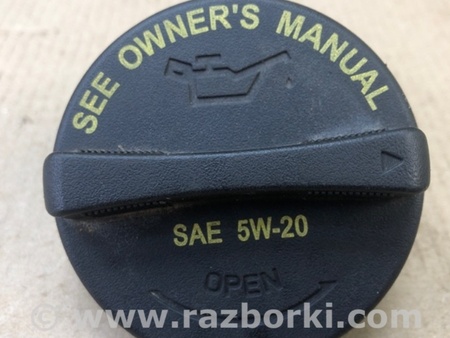 SEE OWNER'S MANUAL
SAE 5W-20
OPEN
© www.razborki.com